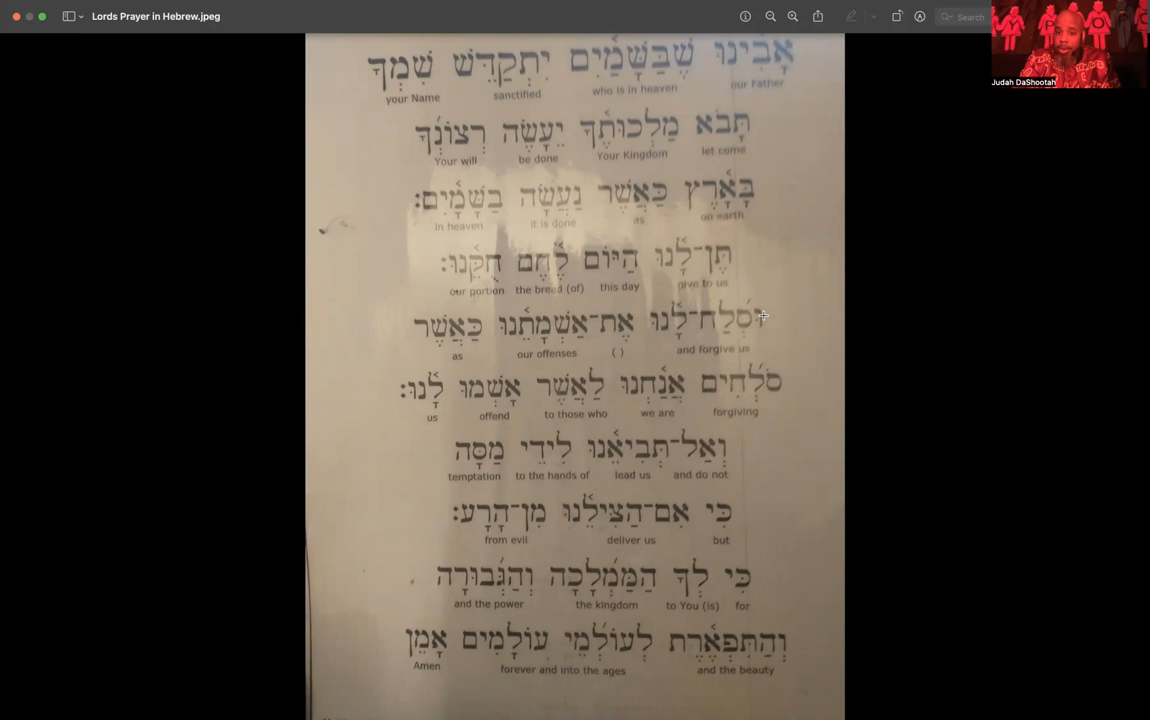 Lords Prayer in Hebrew.jpeg
Search
Judah DaShootah
אָבִינוּ שֶׁבַּשָּׁמַ֫יִם יִתְקַדֵּשׁ שִׁמְךָ
our Father who is in heaven sanctified your Name
תָּבֹא מַלְכוּתֶ֫ךָ יֵעָשֶׂה רְצוֹנְךָ
let come Your Kingdom be done Your will
בָּאָ֫רֶץ כַּאֲשֶׁר נַעֲשָׂה בַשָּׁמָ֫יִם׃
on earth as it is done in heaven
תֶּן־לָ֫נוּ הַיּוֹם לֶ֫חֶם חֻקֵּ֫נוּ׃
give to us this day the bread (of) our portion
וּסְלַח־לָ֫נוּ אֶת־אַשְׁמָתֵ֫נוּ כַּאֲשֶׁר
and forgive us ( ) our offenses as
סֹלְחִים אֲנַ֫חְנוּ לַאֲשֶׁר אָשְׁמוּ לָ֫נוּ׃
forgiving we are to those who offend us
וְאַל־תְּבִיאֵ֫נוּ לִידֵי מַסָּה
and do not lead us to the hands of temptation
כִּי אִם־הַצִּילֵ֫נוּ מִן־הָרָע׃
but deliver us from evil
כִּי לְךָ הַמַּמְלָכָה וְהַגְּבוּרָה
for to You (is) the kingdom and the power
וְהַתִּפְאֶ֫רֶת לְעוֹלְמֵי עוֹלָמִים אָמֵן
and the beauty forever and into the ages Amen